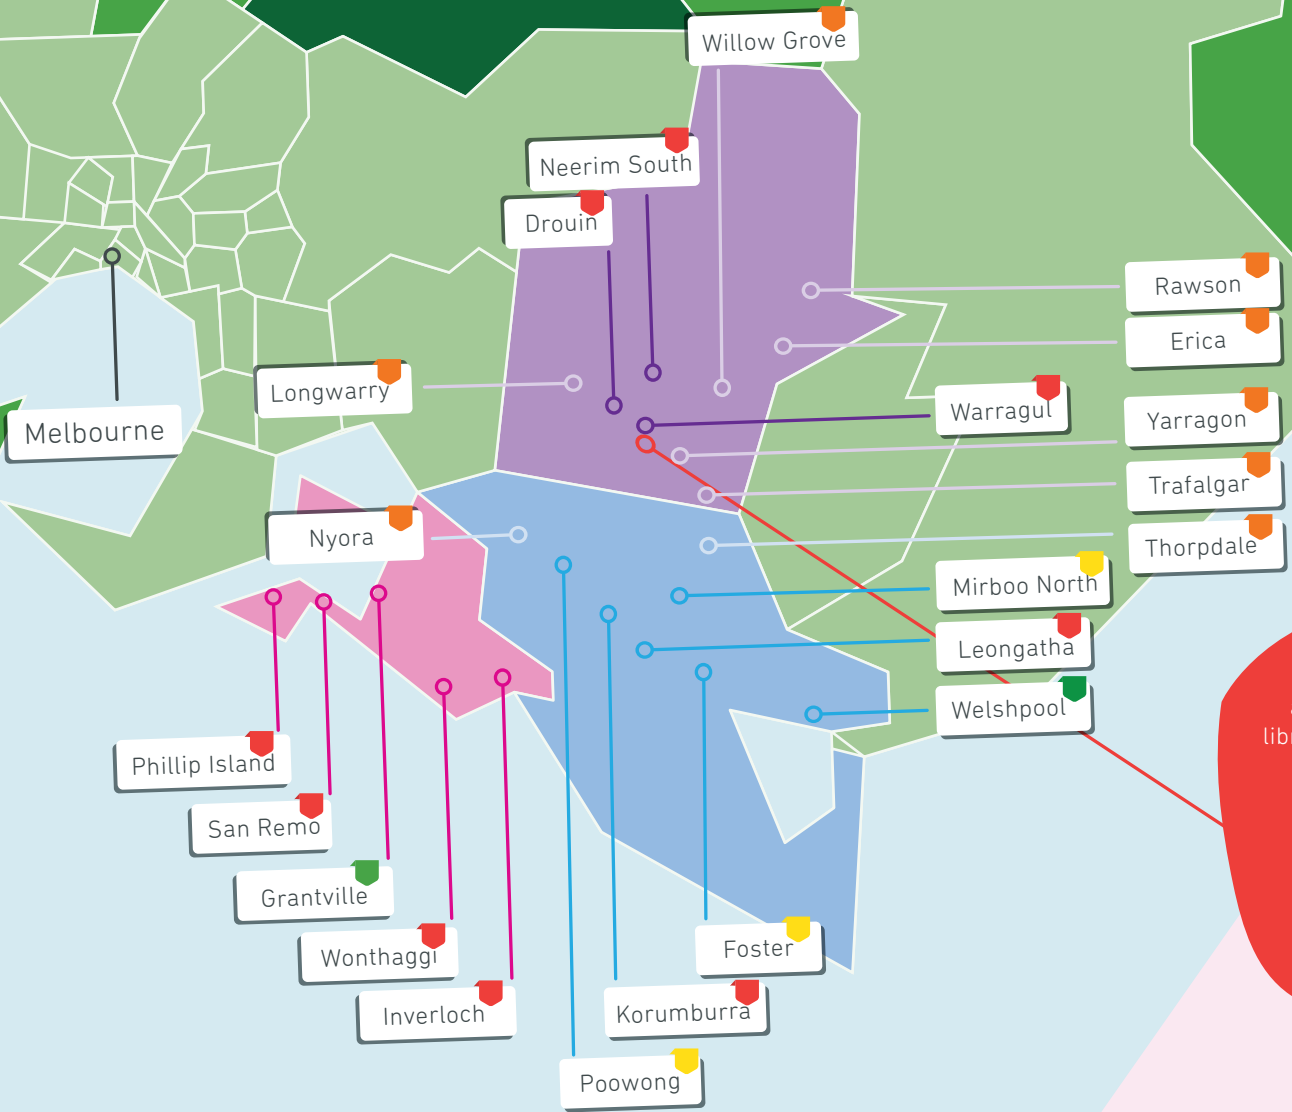 Willow Grove
Neerim South
Drouin
Rawson
Erica
Longwarry
Warragul
Melbourne
Yarragon
Trafalgar
Nyora
Thorpdale
Mirboo North
Leongatha
Welshpool
Phillip Island
San Remo
Grantville
Wonthaggi
Inverloch
Foster
Korumburra
Poowong